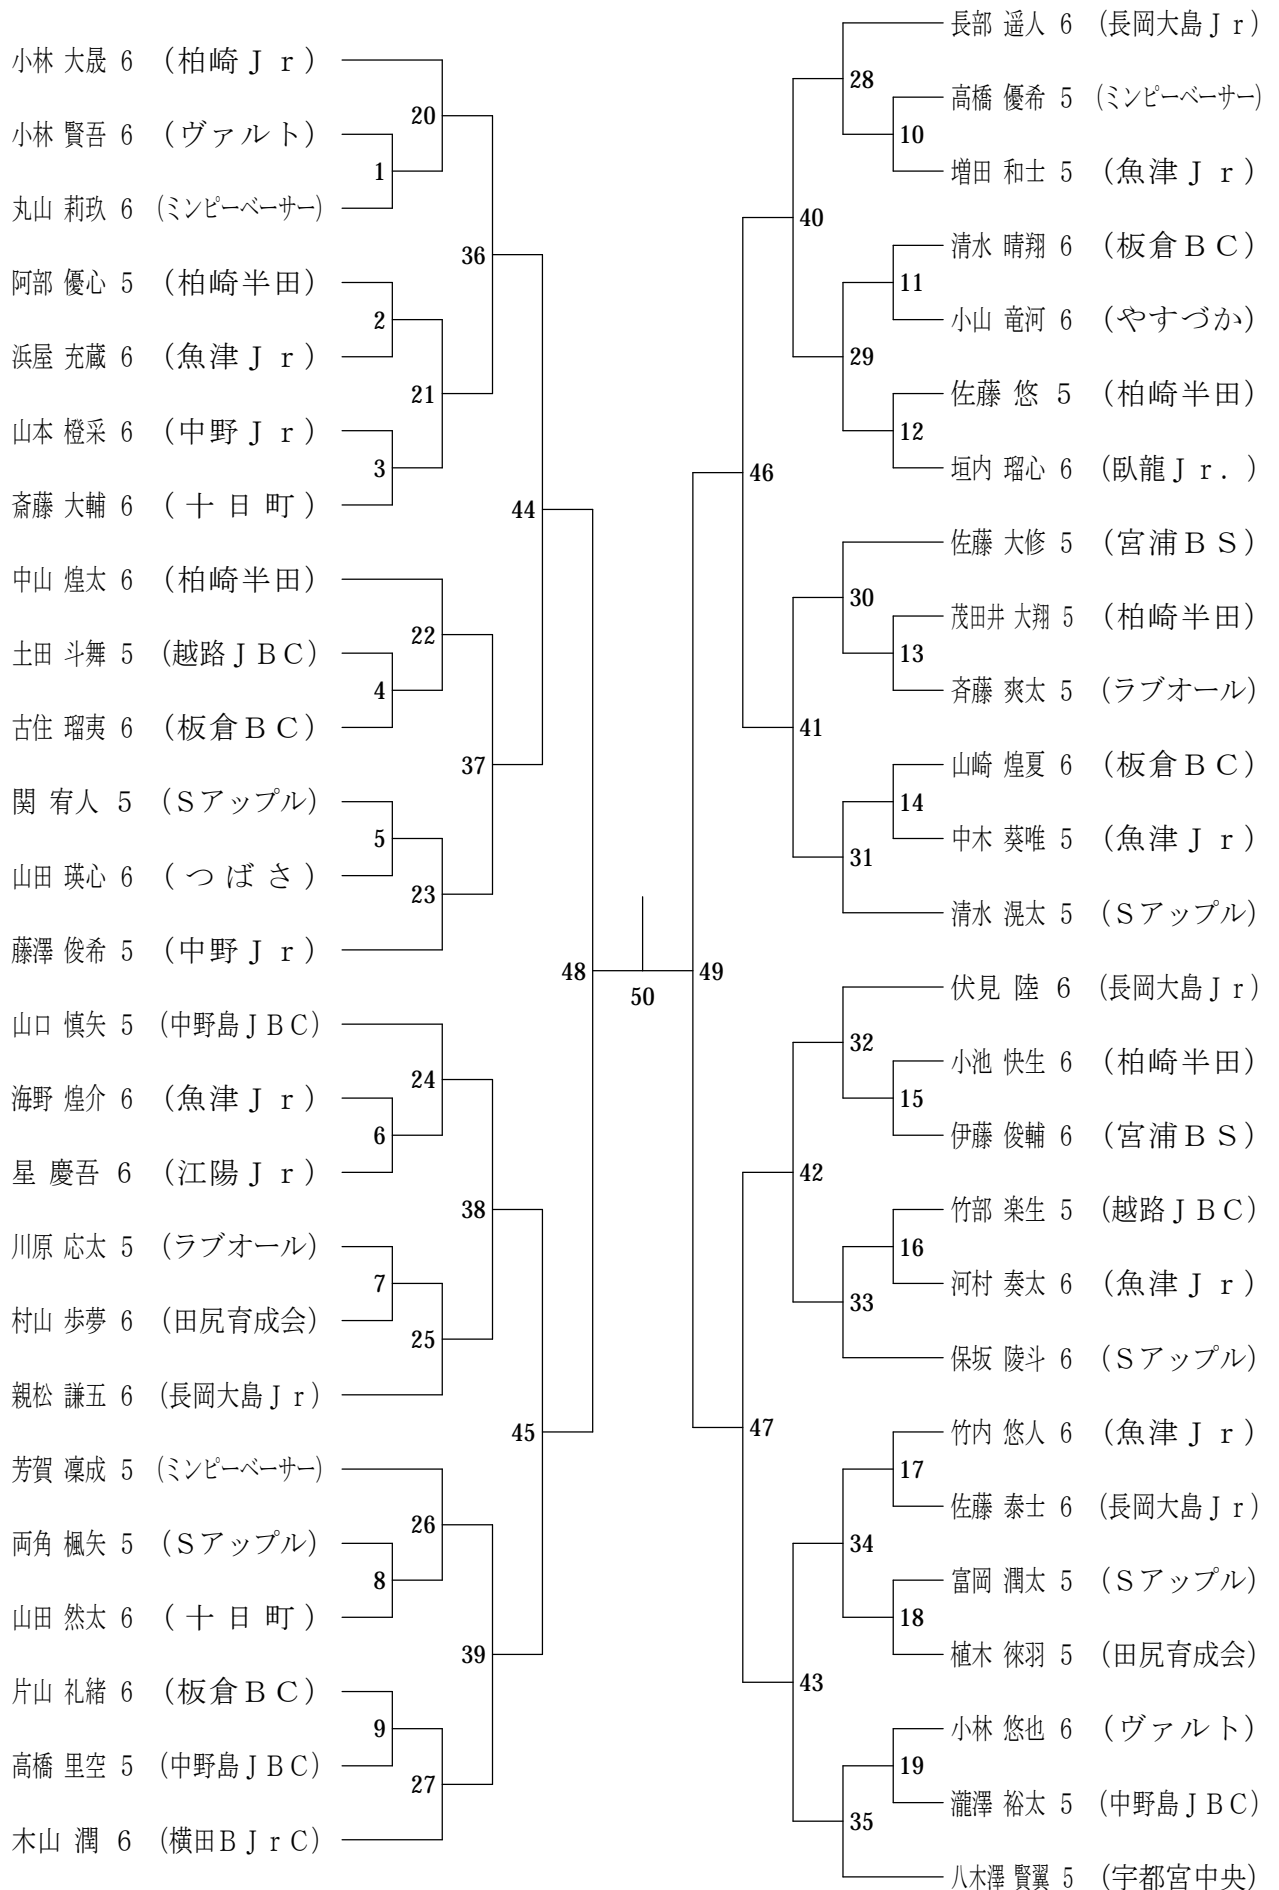 小林 大晟 6 (柏崎Ｊｒ)
小林 賢吾 6 (ヴァルト)
丸山 莉玖 6 (ミンピーベーサー)
阿部 優心 5 (柏崎半田)
浜屋 充蔵 6 (魚津Ｊｒ)
山本 橙采 6 (中野Ｊｒ)
斎藤 大輔 6 (十日町)
中山 煌太 6 (柏崎半田)
土田 斗舞 5 (越路ＪＢＣ)
古住 瑠夷 6 (板倉ＢＣ)
関 宥人 5 (Ｓアップル)
山田 瑛心 6 (つばさ)
藤澤 俊希 5 (中野Ｊｒ)
山口 慎矢 5 (中野島ＪＢＣ)
海野 煌介 6 (魚津Ｊｒ)
星 慶吾 6 (江陽Ｊｒ)
川原 応太 5 (ラブオール)
村山 歩夢 6 (田尻育成会)
親松 謙五 6 (長岡大島Ｊｒ)
芳賀 凜成 5 (ミンピーベーサー)
両角 楓矢 5 (Ｓアップル)
山田 然太 6 (十日町)
片山 礼緒 6 (板倉ＢＣ)
高橋 里空 5 (中野島ＪＢＣ)
木山 潤 6 (横田ＢＪｒＣ)
1
2
3
4
5
6
7
8
9
20
21
22
23
24
25
26
27
36
37
38
39
44
45
48
50
49
46
47
40
41
42
43
28
29
30
31
32
33
34
35
10
11
12
13
14
15
16
17
18
19
長部 遥人 6 (長岡大島Ｊｒ)
高橋 優希 5 (ミンピーベーサー)
増田 和士 5 (魚津Ｊｒ)
清水 晴翔 6 (板倉ＢＣ)
小山 竜河 6 (やすづか)
佐藤 悠 5 (柏崎半田)
垣内 瑠心 6 (臥龍Ｊｒ．)
佐藤 大修 5 (宮浦ＢＳ)
茂田井 大翔 5 (柏崎半田)
斉藤 爽太 5 (ラブオール)
山崎 煌夏 6 (板倉ＢＣ)
中木 葵唯 5 (魚津Ｊｒ)
清水 滉太 5 (Ｓアップル)
伏見 陸 6 (長岡大島Ｊｒ)
小池 快生 6 (柏崎半田)
伊藤 俊輔 6 (宮浦ＢＳ)
竹部 楽生 5 (越路ＪＢＣ)
河村 奏太 6 (魚津Ｊｒ)
保坂 陵斗 6 (Ｓアップル)
竹内 悠人 6 (魚津Ｊｒ)
佐藤 泰士 6 (長岡大島Ｊｒ)
富岡 潤太 5 (Ｓアップル)
植木 徠羽 5 (田尻育成会)
小林 悠也 6 (ヴァルト)
瀧澤 裕太 5 (中野島ＪＢＣ)
八木澤 賢翼 5 (宇都宮中央)